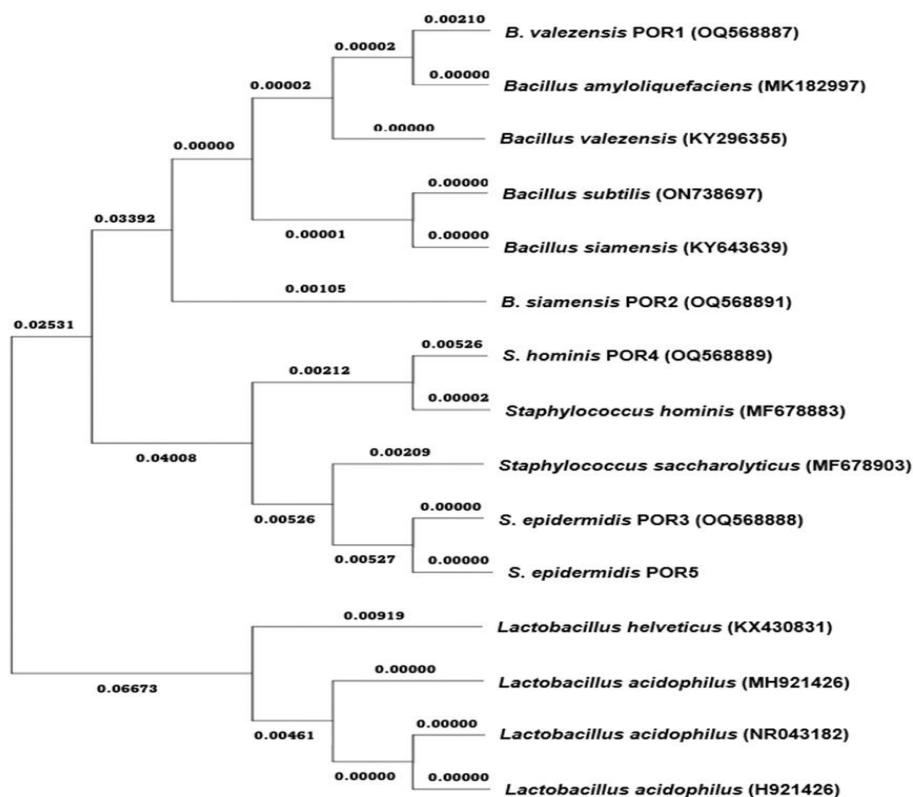 0.00210
B. valezensis POR1 (OQ568887)
0.00002
0.00000
Bacillus amyloliquefaciens (MK182997)
0.00002
0.00000
Bacillus valezensis (KY296355)
0.00000
0.00000
Bacillus subtilis (ON738697)
0.03392
0.00001
0.00000
Bacillus siamensis (KY643639)
0.00105
B. siamensis POR2 (OQ568891)
0.02531
0.00526
S. hominis POR4 (OQ568889)
0.00212
0.00002
Staphylococcus hominis (MF678883)
0.04008
0.00209
Staphylococcus saccharolyticus (MF678903)
0.00526
0.00000
S. epidermidis POR3 (OQ568888)
0.00527
0.00000
S. epidermidis POR5
0.00919
Lactobacillus helveticus (KX430831)
0.06673
0.00000
Lactobacillus acidophilus (MH921426)
0.00461
0.00000
Lactobacillus acidophilus (NR043182)
0.00000
0.00000
Lactobacillus acidophilus (H921426)